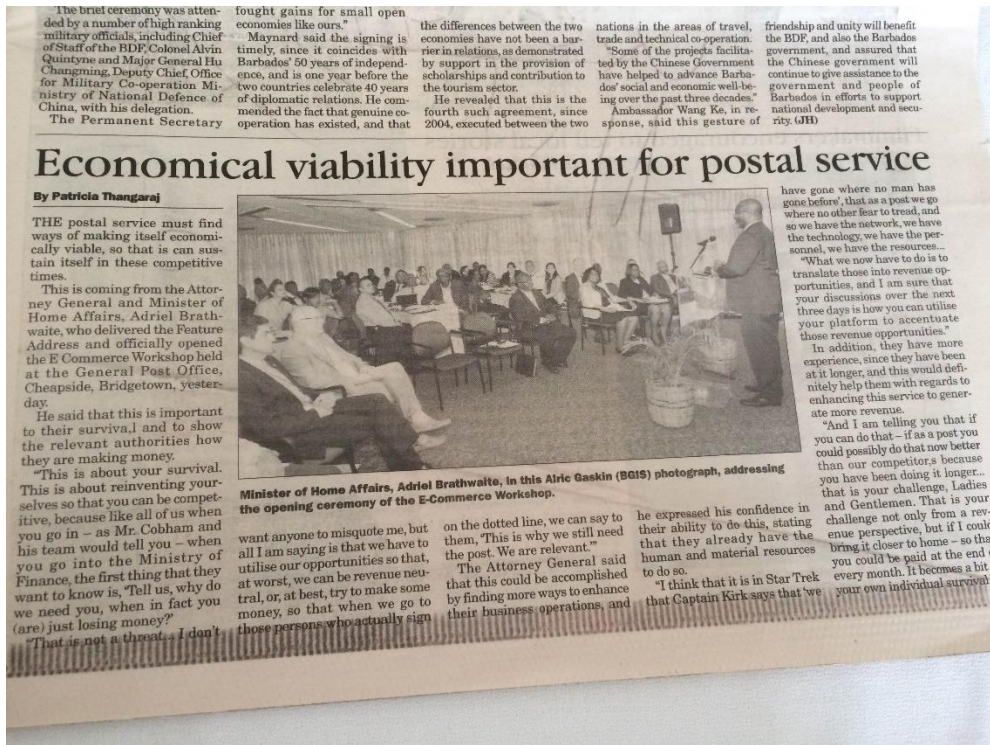 The brief ceremony was atten-
ded by a number of high ranking
military officials, including Chief
of Staff of the BDF, Colonel Alvin
Quintyne and Major General Hu
Changming, Deputy Chief, Office
for Military Co-operation Mi-
nistry of National Defence of
China, with his delegation.
The Permanent Secretary
fought gains for small open
economies like ours."
Maynard said the signing is
timely, since it coincides with
Barbados' 50 years of independ-
ence, and is one year before the
two countries celebrate 40 years
of diplomatic relations. He com-
mended the fact that genuine co-
operation has existed, and that
the differences between the two
economies have not been a bar-
rier in relations, as demonstrated
by support in the provision of
scholarships and contribution to
the tourism sector.
He revealed that this is the
fourth such agreement, since
2004, executed between the two
nations in the areas of travel,
trade and technical co-operation.
"Some of the projects facilita-
ted by the Chinese Government
have helped to advance Barba-
dos' social and economic well-be-
ing over the past three decades."
Ambassador Wang Ke, in re-
sponse, said this gesture of
friendship and unity will benefit
the BDF, and also the Barbados
government, and assured that
the Chinese government will
continue to give assistance to the
government and people of
Barbados in efforts to support
national development and secu-
rity. (JH)
Economical viability important for postal service
By Patricia Thangaraj
THE postal service must find
ways of making itself economi-
cally viable, so that is can sus-
tain itself in these competitive
times.
This is coming from the Attor-
ney General and Minister of
Home Affairs, Adriel Brath-
waite, who delivered the Feature
Address and officially opened
the E Commerce Workshop held
at the General Post Office,
Cheapside, Bridgetown, yester-
day.
He said that this is important
to their surviva,l and to show
the relevant authorities how
they are making money.
"This is about your survival.
This is about reinventing your-
selves so that you can be compet-
itive, because like all of us when
you go in – as Mr. Cobham and
his team would tell you – when
you go into the Ministry of
Finance, the first thing that they
want to know is, 'Tell us, why do
we need you, when in fact you
(are) just losing money?'
"That is not a threat... I don't
Minister of Home Affairs, Adriel Brathwaite, in this Alric Gaskin (BGIS) photograph, addressing
the opening ceremony of the E-Commerce Workshop.
want anyone to misquote me, but
all I am saying is that we have to
utilise our opportunities so that,
at worst, we can be revenue neu-
tral, or, at best, try to make some
money, so that when we go to
those persons who actually sign
on the dotted line, we can say to
them, 'This is why we still need
the post. We are relevant.'"
The Attorney General said
that this could be accomplished
by finding more ways to enhance
their business operations, and
he expressed his confidence in
their ability to do this, stating
that they already have the
human and material resources
to do so.
"I think that it is in Star Trek
that Captain Kirk says that 'we
have gone where no man has
gone before', that as a post we go
where no other fear to tread, and
so we have the network, we have
the technology, we have the per-
sonnel, we have the resources...
"What we now have to do is to
translate those into revenue op-
portunities, and I am sure that
your discussions over the next
three days is how you can utilise
your platform to accentuate
those revenue opportunities."
In addition, they have more
experience, since they have been
at it longer, and this would defi-
nitely help them with regards to
enhancing this service to gener-
ate more revenue.
"And I am telling you that if
you can do that – if as a post you
could possibly do that now better
than our competitor,s because
you have been doing it longer...
that is your challenge, Ladies
and Gentlemen. That is your
challenge not only from a rev-
enue perspective, but if I could
bring it closer to home – so tha
you could be paid at the end
every month. It becomes a bit
your own individual survival